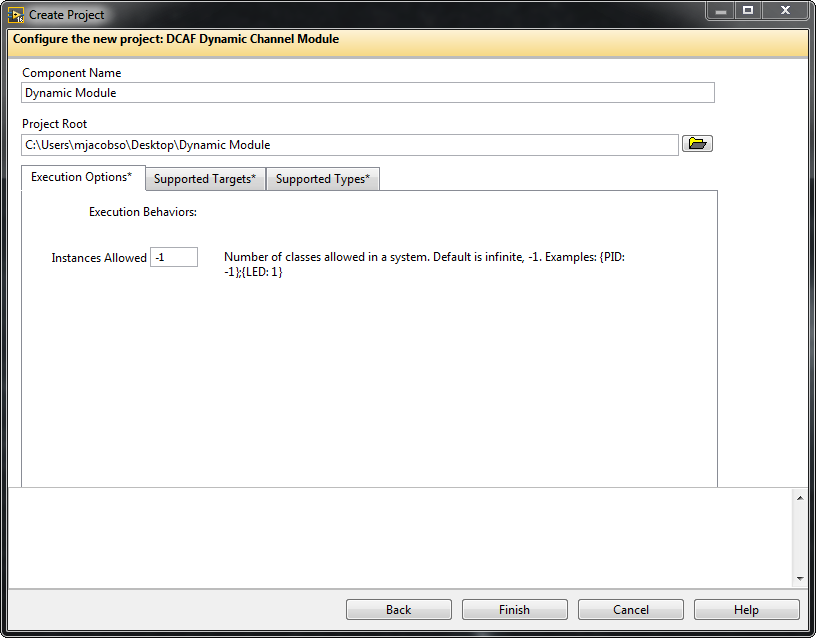 Create Project
Configure the new project: DCAF Dynamic Channel Module
Component Name
Dynamic Module
Project Root
C:\Users\mjacobso\Desktop\Dynamic Module
Execution Options* Supported Targets* Supported Types*
Execution Behaviors:
Instances Allowed -1 Number of classes allowed in a system. Default is infinite, -1. Examples: {PID:
-1};{LED: 1}
Back Finish Cancel Help